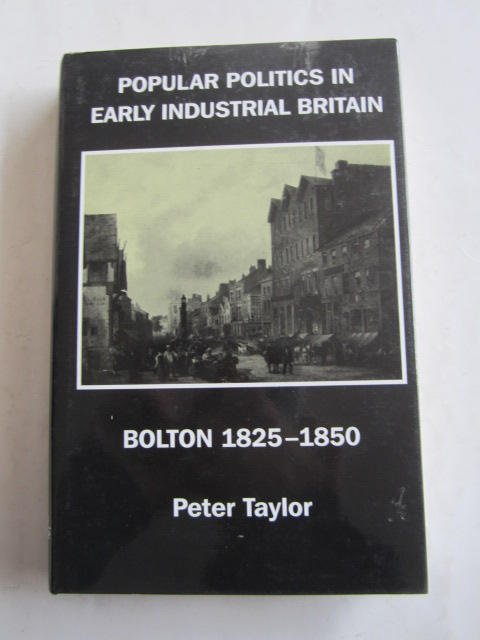 POPULAR POLITICS IN
EARLY INDUSTRIAL BRITAIN
BOLTON 1825–1850
Peter Taylor